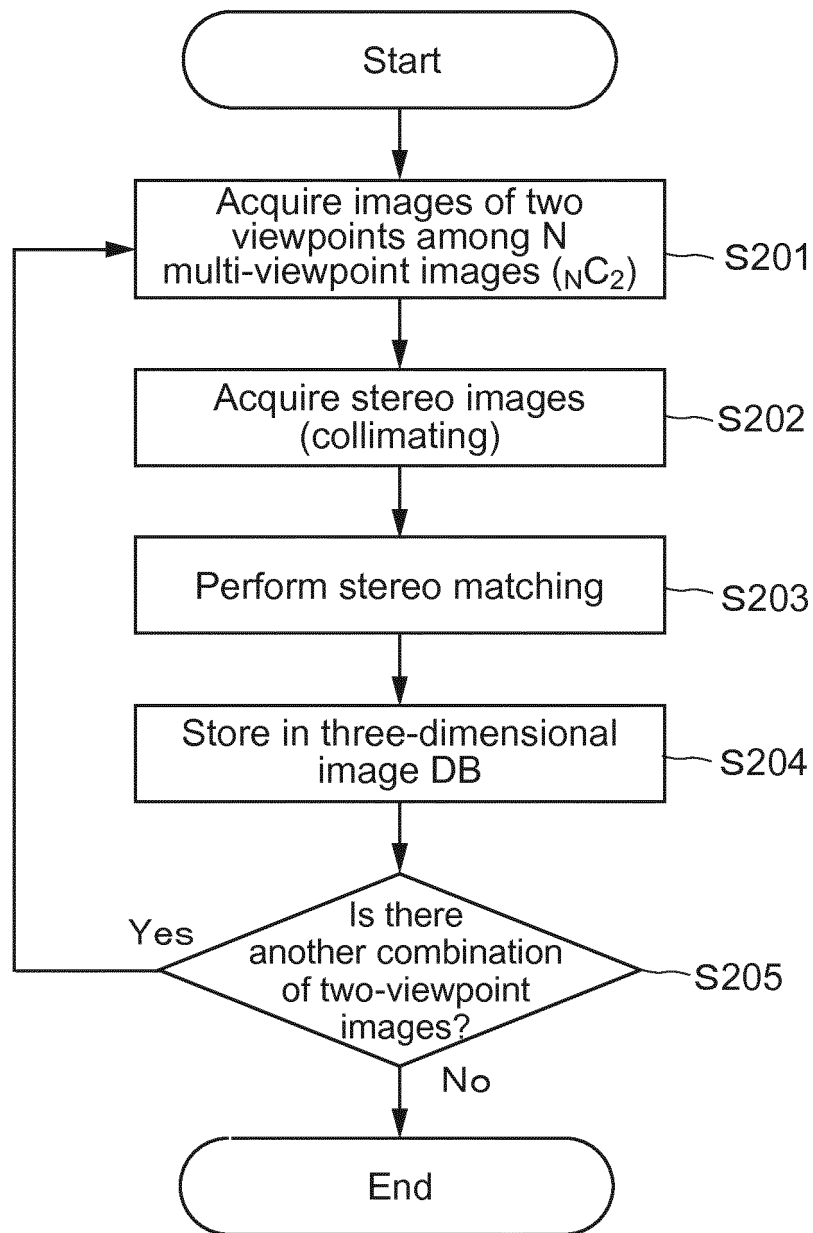 Start
Acquire images of two
viewpoints among N
multi-viewpoint images (ₙC₂)
S201
Acquire stereo images
(collimating)
S202
Perform stereo matching
S203
Store in three-dimensional
image DB
S204
Yes
Is there
another combination
of two-viewpoint
images?
S205
No
End